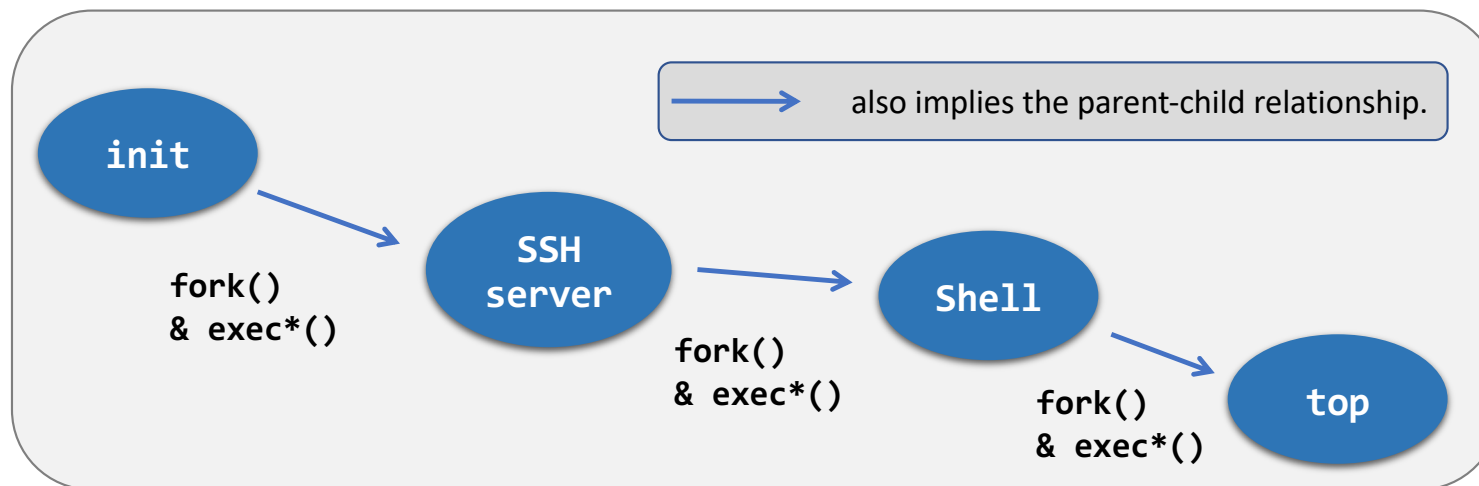 also implies the parent-child relationship.
init
SSH
server
fork()
& exec*()
Shell
fork()
& exec*()
top
fork()
& exec*()